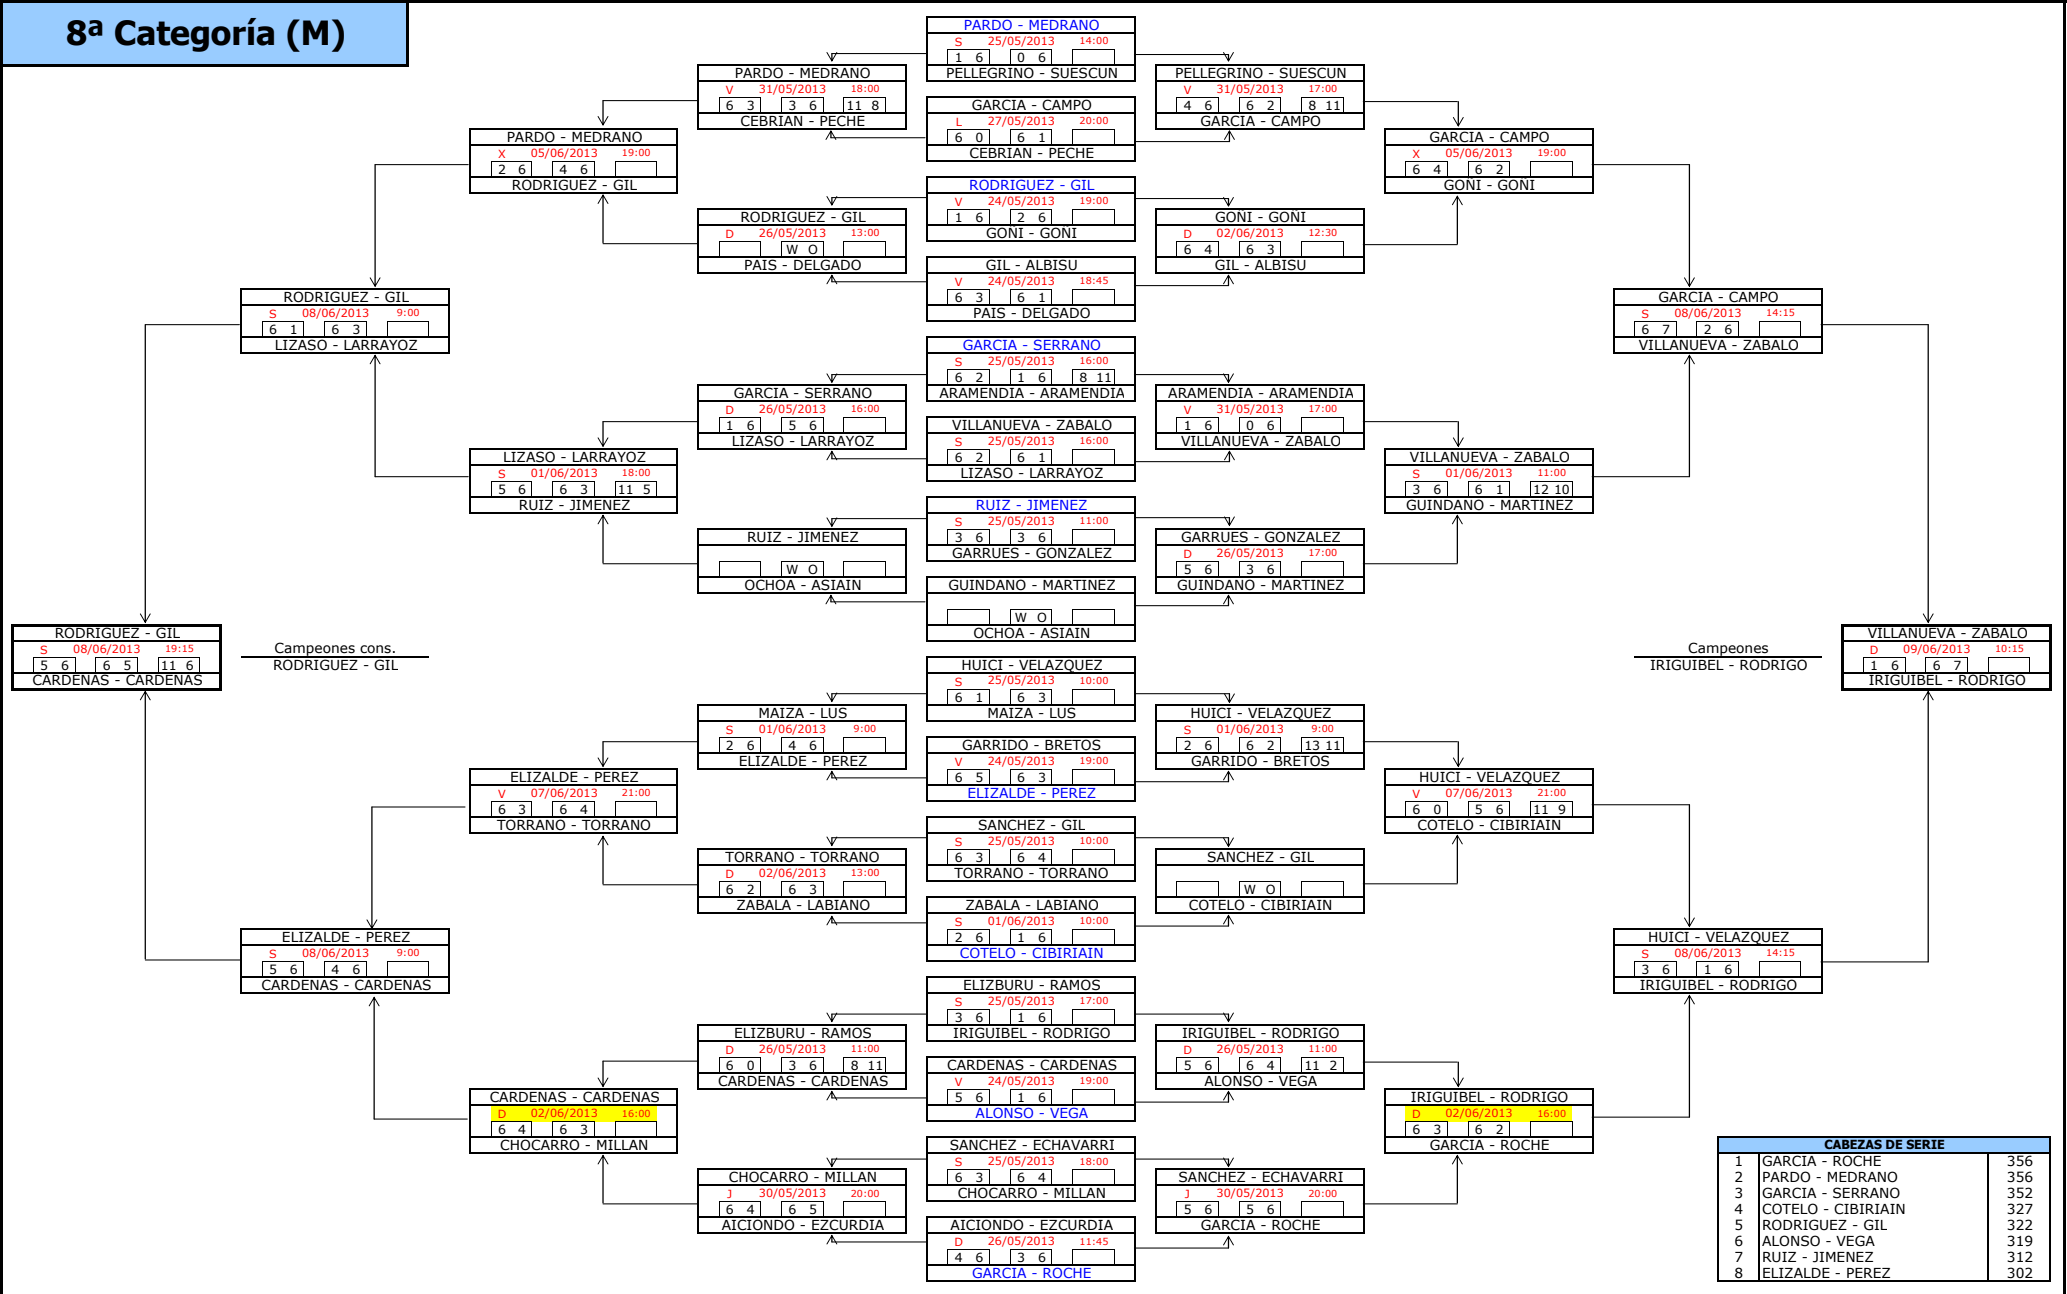 8ª Categoría (M)
RODRIGUEZ - GIL
S 08/06/2013 19:15
5 6 6 5 11 6
CARDENAS - CARDENAS
Campeones cons.
RODRIGUEZ - GIL
RODRIGUEZ - GIL
S 08/06/2013 9:00
6 1 6 3
LIZASO - LARRAYOZ
ELIZALDE - PEREZ
S 08/06/2013 9:00
5 6 4 6
CARDENAS - CARDENAS
PARDO - MEDRANO
X 05/06/2013 19:00
2 6 4 6
RODRIGUEZ - GIL
LIZASO - LARRAYOZ
S 01/06/2013 18:00
5 6 6 3 11 5
RUIZ - JIMENEZ
ELIZALDE - PEREZ
V 07/06/2013 21:00
6 3 6 4
TORRANO - TORRANO
CARDENAS - CARDENAS
D 02/06/2013 16:00
6 4 6 3
CHOCARRO - MILLAN
PARDO - MEDRANO
V 31/05/2013 18:00
6 3 3 6 11 8
CEBRIAN - PECHE
RODRIGUEZ - GIL
D 26/05/2013 13:00
W O
PAIS - DELGADO
GARCIA - SERRANO
D 26/05/2013 16:00
1 6 5 6
LIZASO - LARRAYOZ
RUIZ - JIMENEZ
W O
OCHOA - ASIAIN
MAIZA - LUS
S 01/06/2013 9:00
2 6 4 6
ELIZALDE - PEREZ
TORRANO - TORRANO
D 02/06/2013 13:00
6 2 6 3
ZABALA - LABIANO
ELIZBURU - RAMOS
D 26/05/2013 11:00
6 0 3 6 8 11
CARDENAS - CARDENAS
CHOCARRO - MILLAN
J 30/05/2013 20:00
6 4 6 5
AICIONDO - EZCURDIA
PARDO - MEDRANO
S 25/05/2013 14:00
1 6 0 6
PELLEGRINO - SUESCUN
GARCIA - CAMPO
L 27/05/2013 20:00
6 0 6 1
CEBRIAN - PECHE
RODRIGUEZ - GIL
V 24/05/2013 19:00
1 6 2 6
GOÑI - GOÑI
GIL - ALBISU
V 24/05/2013 18:45
6 3 6 1
PAIS - DELGADO
GARCIA - SERRANO
S 25/05/2013 16:00
6 2 1 6 8 11
ARAMENDIA - ARAMENDIA
VILLANUEVA - ZABALO
S 25/05/2013 16:00
6 2 6 1
LIZASO - LARRAYOZ
RUIZ - JIMENEZ
S 25/05/2013 11:00
3 6 3 6
GARRUES - GONZALEZ
GUINDANO - MARTINEZ
W O
OCHOA - ASIAIN
HUICI - VELAZQUEZ
S 25/05/2013 10:00
6 1 6 3
MAIZA - LUS
GARRIDO - BRETOS
V 24/05/2013 19:00
6 5 6 3
ELIZALDE - PEREZ
SANCHEZ - GIL
S 25/05/2013 10:00
6 3 6 4
TORRANO - TORRANO
ZABALA - LABIANO
S 01/06/2013 10:00
2 6 1 6
COTELO - CIBIRIAIN
ELIZBURU - RAMOS
S 25/05/2013 17:00
3 6 1 6
IRIGUIBEL - RODRIGO
CARDENAS - CARDENAS
V 24/05/2013 19:00
5 6 1 6
ALONSO - VEGA
SANCHEZ - ECHAVARRI
S 25/05/2013 18:00
6 3 6 4
CHOCARRO - MILLAN
AICIONDO - EZCURDIA
D 26/05/2013 11:45
4 6 3 6
GARCIA - ROCHE
PELLEGRINO - SUESCUN
V 31/05/2013 17:00
4 6 6 2 8 11
GARCIA - CAMPO
GOÑI - GOÑI
D 02/06/2013 12:30
6 4 6 3
GIL - ALBISU
ARAMENDIA - ARAMENDIA
V 31/05/2013 17:00
1 6 0 6
VILLANUEVA - ZABALO
GARRUES - GONZALEZ
D 26/05/2013 17:00
5 6 3 6
GUINDANO - MARTINEZ
HUICI - VELAZQUEZ
S 01/06/2013 9:00
2 6 6 2 13 11
GARRIDO - BRETOS
SANCHEZ - GIL
W O
COTELO - CIBIRIAIN
IRIGUIBEL - RODRIGO
D 26/05/2013 11:00
5 6 6 4 11 2
ALONSO - VEGA
SANCHEZ - ECHAVARRI
J 30/05/2013 20:00
5 6 5 6
GARCIA - ROCHE
GARCIA - CAMPO
X 05/06/2013 19:00
6 4 6 2
GOÑI - GOÑI
VILLANUEVA - ZABALO
S 01/06/2013 11:00
3 6 6 1 12 10
GUINDANO - MARTINEZ
HUICI - VELAZQUEZ
V 07/06/2013 21:00
6 0 5 6 11 9
COTELO - CIBIRIAIN
IRIGUIBEL - RODRIGO
D 02/06/2013 16:00
6 3 6 2
GARCIA - ROCHE
GARCIA - CAMPO
S 08/06/2013 14:15
6 7 2 6
VILLANUEVA - ZABALO
HUICI - VELAZQUEZ
S 08/06/2013 14:15
3 6 1 6
IRIGUIBEL - RODRIGO
Campeones
IRIGUIBEL - RODRIGO
VILLANUEVA - ZABALO
D 09/06/2013 10:15
1 6 6 7
IRIGUIBEL - RODRIGO
CABEZAS DE SERIE
1 GARCIA - ROCHE 356
2 PARDO - MEDRANO 356
3 GARCIA - SERRANO 352
4 COTELO - CIBIRIAIN 327
5 RODRIGUEZ - GIL 322
6 ALONSO - VEGA 319
7 RUIZ - JIMENEZ 312
8 ELIZALDE - PEREZ 302